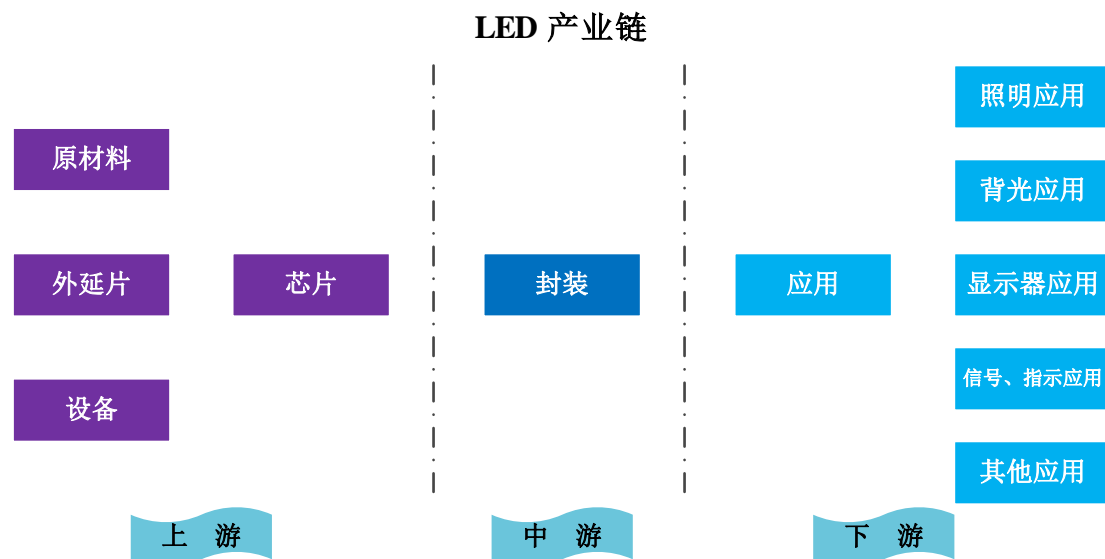 LED 产业链
原材料
外延片
设备
芯片
封装
应用
照明应用
背光应用
显示器应用
信号、指示应用
其他应用
上 游
中 游
下 游